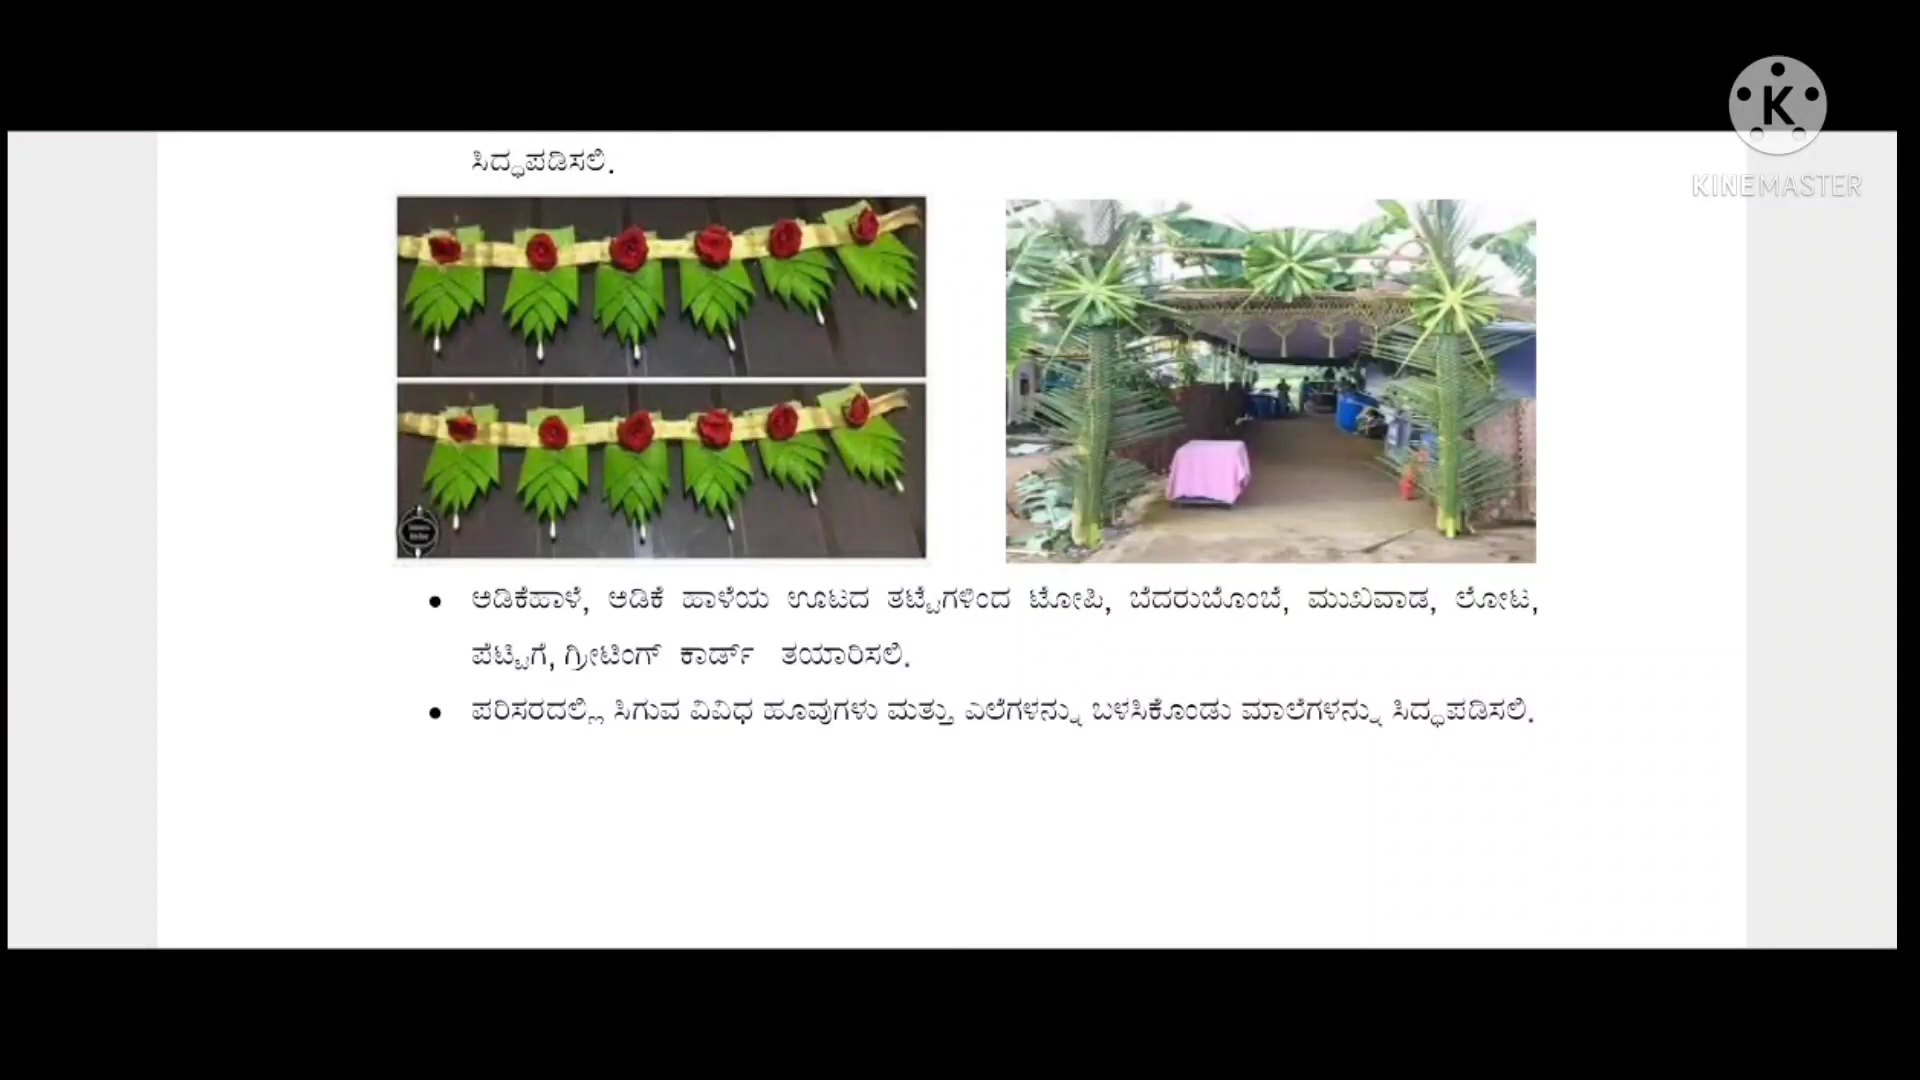 KINEMASTER
ಸಿದ್ಧಪಡಿಸಲಿ.
• ಅಡಿಕೆಹಾಳೆ, ಅಡಿಕೆ ಹಾಳೆಯ ಊಟದ ತಟ್ಟೆಗಳಿಂದ ಟೋಪಿ, ಬೆದರುಬೊಂಬೆ, ಮುಖವಾಡ, ಲೋಟ,
ಪೆಟ್ಟಿಗೆ, ಗ್ರೀಟಿಂಗ್ ಕಾರ್ಡ್ ತಯಾರಿಸಲಿ.
• ಪರಿಸರದಲ್ಲಿ ಸಿಗುವ ವಿವಿಧ ಹೂವುಗಳು ಮತ್ತು ಎಲೆಗಳನ್ನು ಬಳಸಿಕೊಂಡು ಮಾಲೆಗಳನ್ನು ಸಿದ್ಧಪಡಿಸಲಿ.